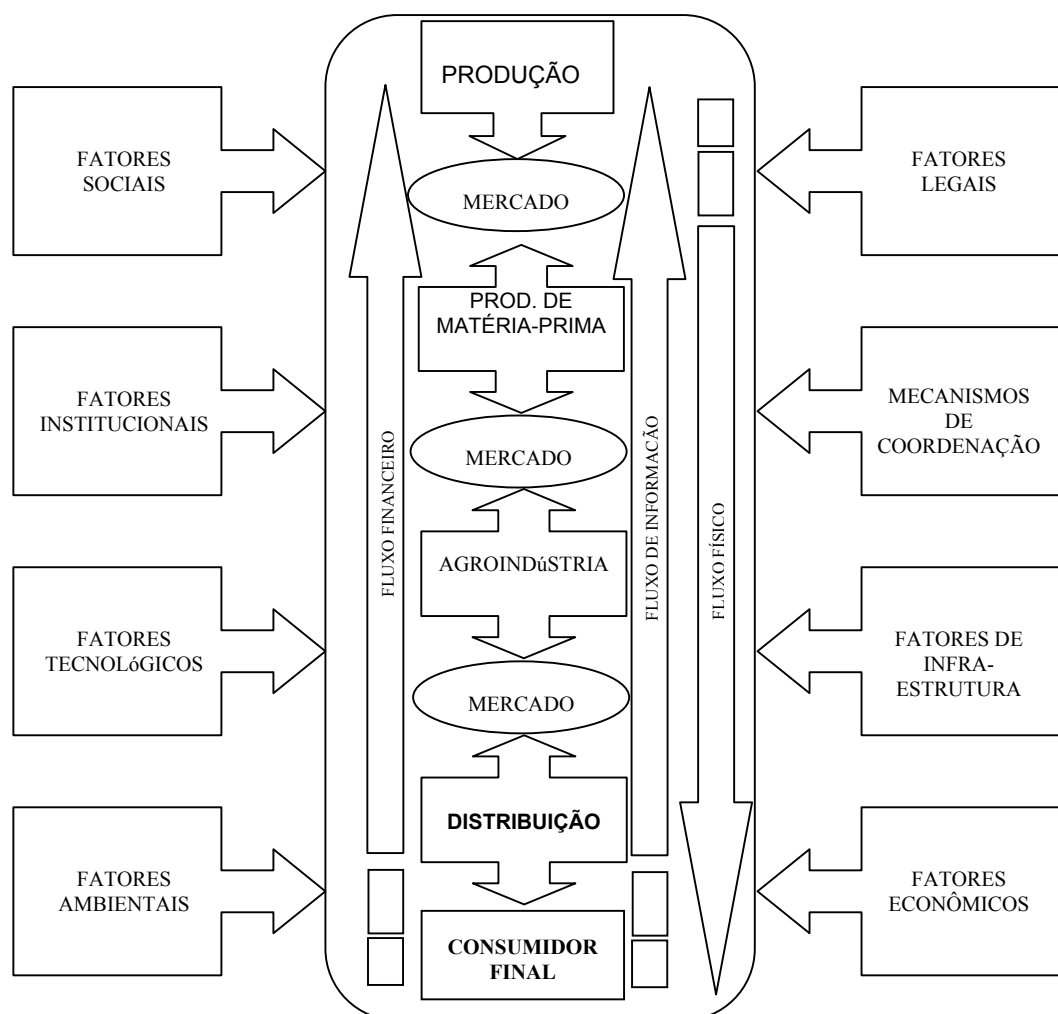 PRODUÇÃO
MERCADO
PROD. DE
MATÉRIA-PRIMA
MERCADO
AGROINDúSTRIA
MERCADO
DISTRIBUIÇÃO
CONSUMIDOR
FINAL
FATORES
SOCIAIS
FATORES
INSTITUCIONAIS
FATORES
TECNOLóGICOS
FATORES
AMBIENTAIS
FLUXO FINANCEIRO
FLUXO DE INFORMAÇÃO
FLUXO FÍSICO
FATORES
LEGAIS
MECANISMOS
DE
COORDENAÇÃO
FATORES DE
INFRA-
ESTRUTURA
FATORES
ECONÔMICOS